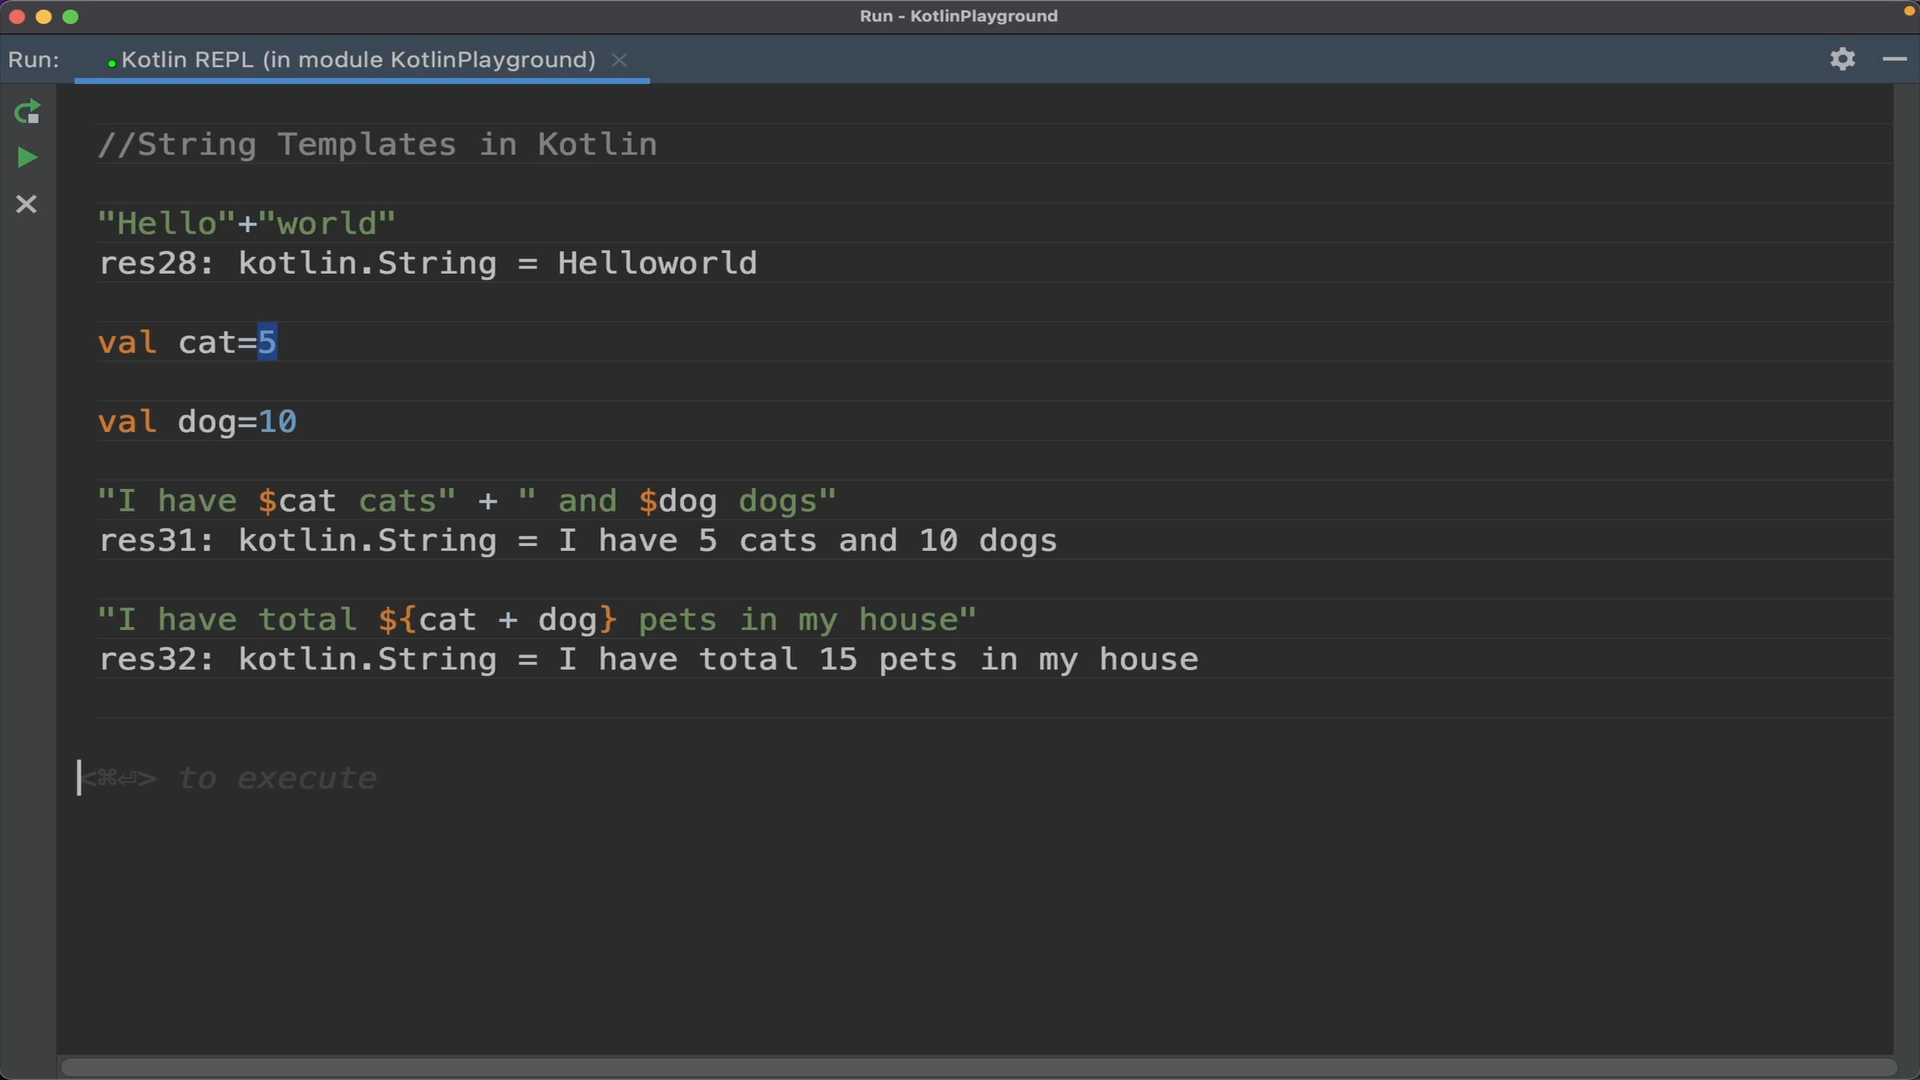 Run - KotlinPlayground
Run: Kotlin REPL (in module KotlinPlayground)
//String Templates in Kotlin
"Hello"+"world"
res28: kotlin.String = Helloworld
val cat=5
val dog=10
"I have $cat cats" + " and $dog dogs"
res31: kotlin.String = I have 5 cats and 10 dogs
"I have total ${cat + dog} pets in my house"
res32: kotlin.String = I have total 15 pets in my house
<⌘⏎> to execute